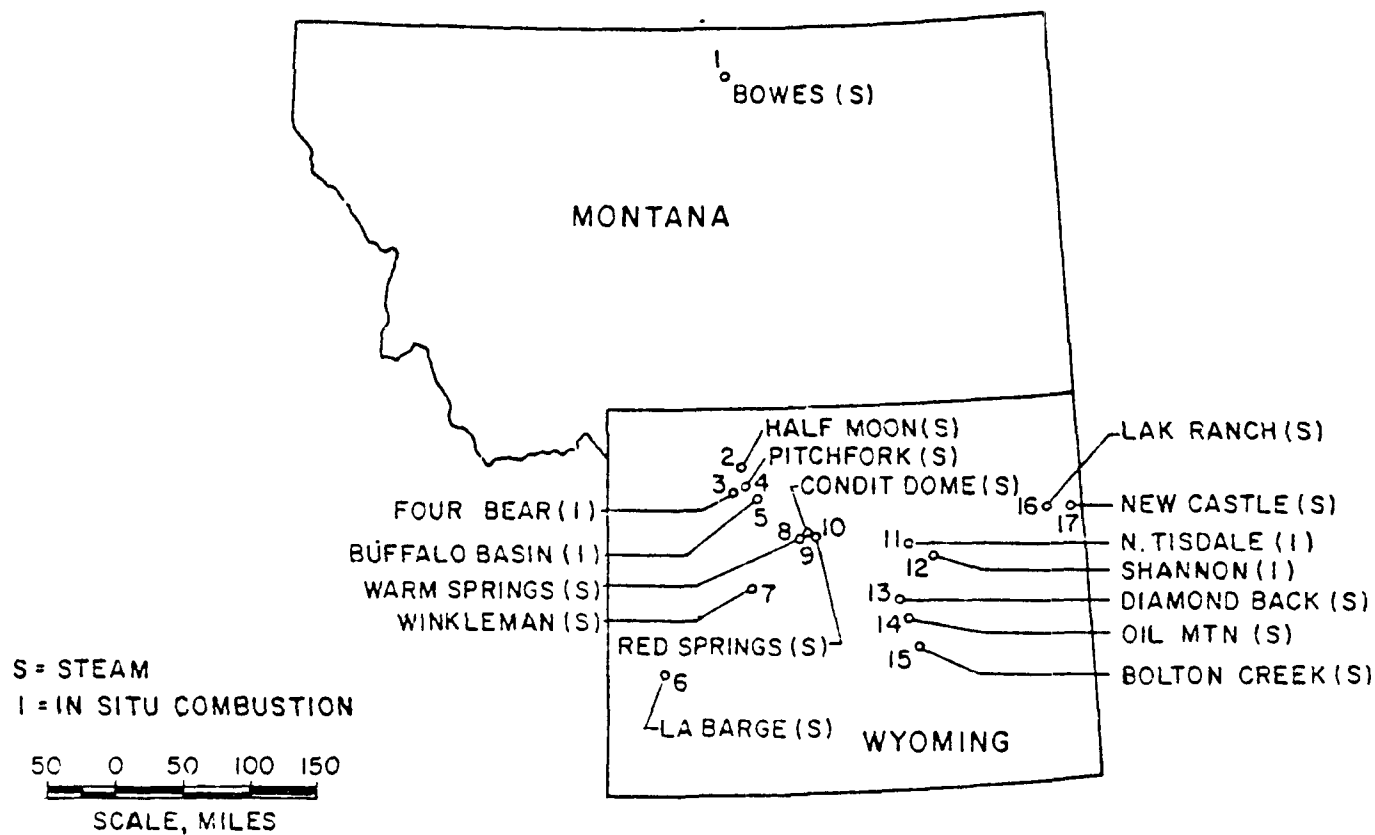 1
BOWES (S)
MONTANA
HALF MOON (S)
2
PITCHFORK (S)
3
4
CONDIT DOME (S)
LAK RANCH (S)
FOUR BEAR (I)
5
16
17
NEW CASTLE (S)
BUFFALO BASIN (I)
8
10
9
11
N. TISDALE (I)
12
SHANNON (I)
WARM SPRINGS (S)
7
13
DIAMOND BACK (S)
WINKLEMAN (S)
14
OIL MTN (S)
RED SPRINGS (S)
15
BOLTON CREEK (S)
S = STEAM
6
I = IN SITU COMBUSTION
LA BARGE (S)
WYOMING
50 0 50 100 150
SCALE, MILES